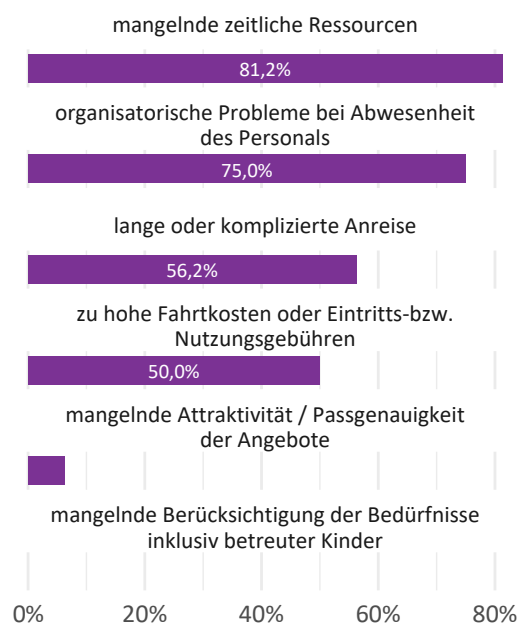 mangelnde zeitliche Ressourcen
81,2%
organisatorische Probleme bei Abwesenheit
des Personals
75,0%
lange oder komplizierte Anreise
56,2%
zu hohe Fahrtkosten oder Eintritts-bzw.
Nutzungsgebühren
50,0%
mangelnde Attraktivität / Passgenauigkeit
der Angebote
mangelnde Berücksichtigung der Bedürfnisse
inklusiv betreuter Kinder
0% 20% 40% 60% 80%